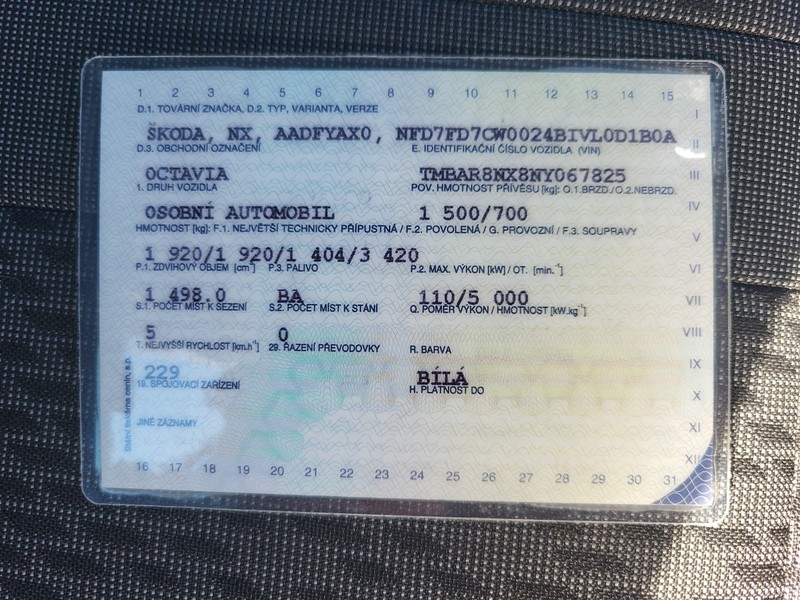 1 2 3 4 5 6 7 8 9 10 11 12 13 14 15
D.1. TOVÁRNÍ ZNAČKA, D.2. TYP, VARIANTA, VERZE
I
ŠKODA, NX, AADFYAX0, NFD7FD7CW0024BIVL0D1B0A
II
D.3. OBCHODNÍ OZNAČENÍ E. IDENTIFIKAČNÍ ČÍSLO VOZIDLA (VIN)
OCTAVIA TMBAR8NX8NY067825
III
1. DRUH VOZIDLA POV. HMOTNOST PŘÍVĚSU [kg]: O.1.BRZD./O.2.NEBRZD.
OSOBNÍ AUTOMOBIL 1 500/700
IV
HMOTNOST [kg]: F.1. NEJVĚTŠÍ TECHNICKY PŘÍPUSTNÁ / F.2. POVOLENÁ / G. PROVOZNÍ / F.3. SOUPRAVY
V
1 920/1 920/1 404/3 420
P.1. ZDVIHOVÝ OBJEM [cm³] P.3. PALIVO P.2. MAX. VÝKON [kW] / OT. [min.⁻¹]
VI
1 498.0 BA 110/5 000
VII
S.1. POČET MÍST K SEZENÍ S.2. POČET MÍST K STÁNÍ Q. POMĚR VÝKON / HMOTNOST [kW.kg⁻¹]
5 0
VIII
T. NEJVYŠŠÍ RYCHLOST [km.h⁻¹] 29. ŘAZENÍ PŘEVODOVKY R. BARVA
IX
229 BÍLÁ
19. SPOJOVACÍ ZAŘÍZENÍ H. PLATNOST DO
X
JINÉ ZÁZNAMY
XI
XII
16 17 18 19 20 21 22 23 24 25 26 27 28 29 30 31
Státní tiskárna cenin, s.p.